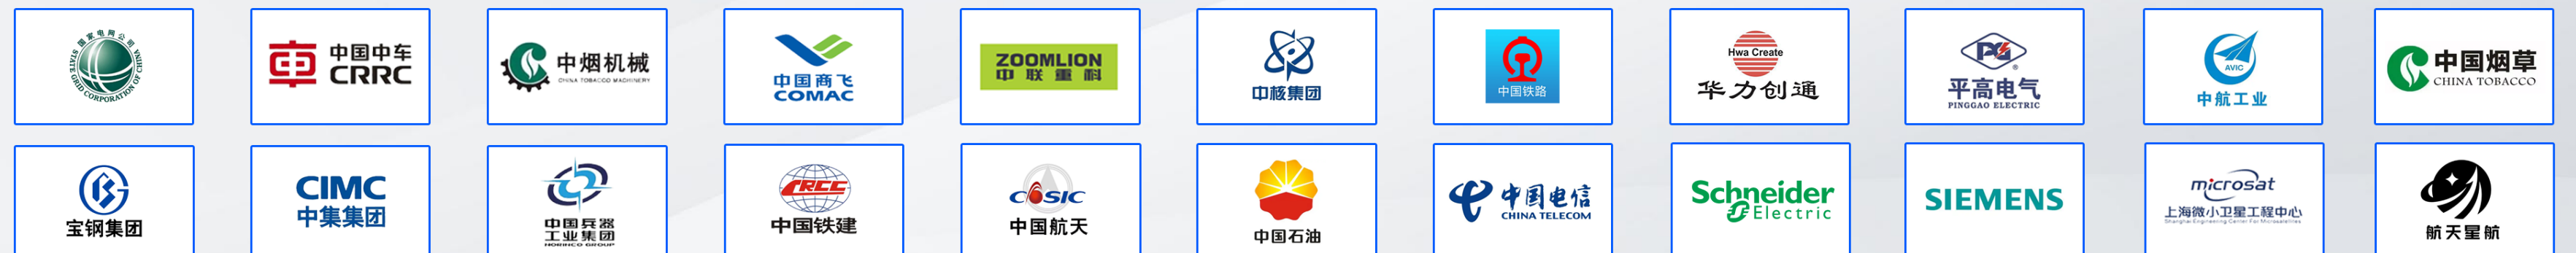 国家电网公司
STATE GRID CORPORATION OF CHINA
中国中车
CRRC
中烟机械
CHINA TOBACCO MACHINERY
中国商飞
COMAC
ZOOMLION
中联重科
中核集团
中国铁路
Hwa Create
华力创通
PG
®
平高电气
PINGGAO ELECTRIC
AVIC
中航工业
中国烟草
CHINA TOBACCO
宝钢集团
CIMC
中集集团
中国兵器
工业集团
NORINCO GROUP
CRCC
中国铁建
CASIC
中国航天
中国石油
中国电信
CHINA TELECOM
Schneider
Electric
SIEMENS
microsat
上海微小卫星工程中心
Shanghai Engineering Center For Microsatellites
航天星航